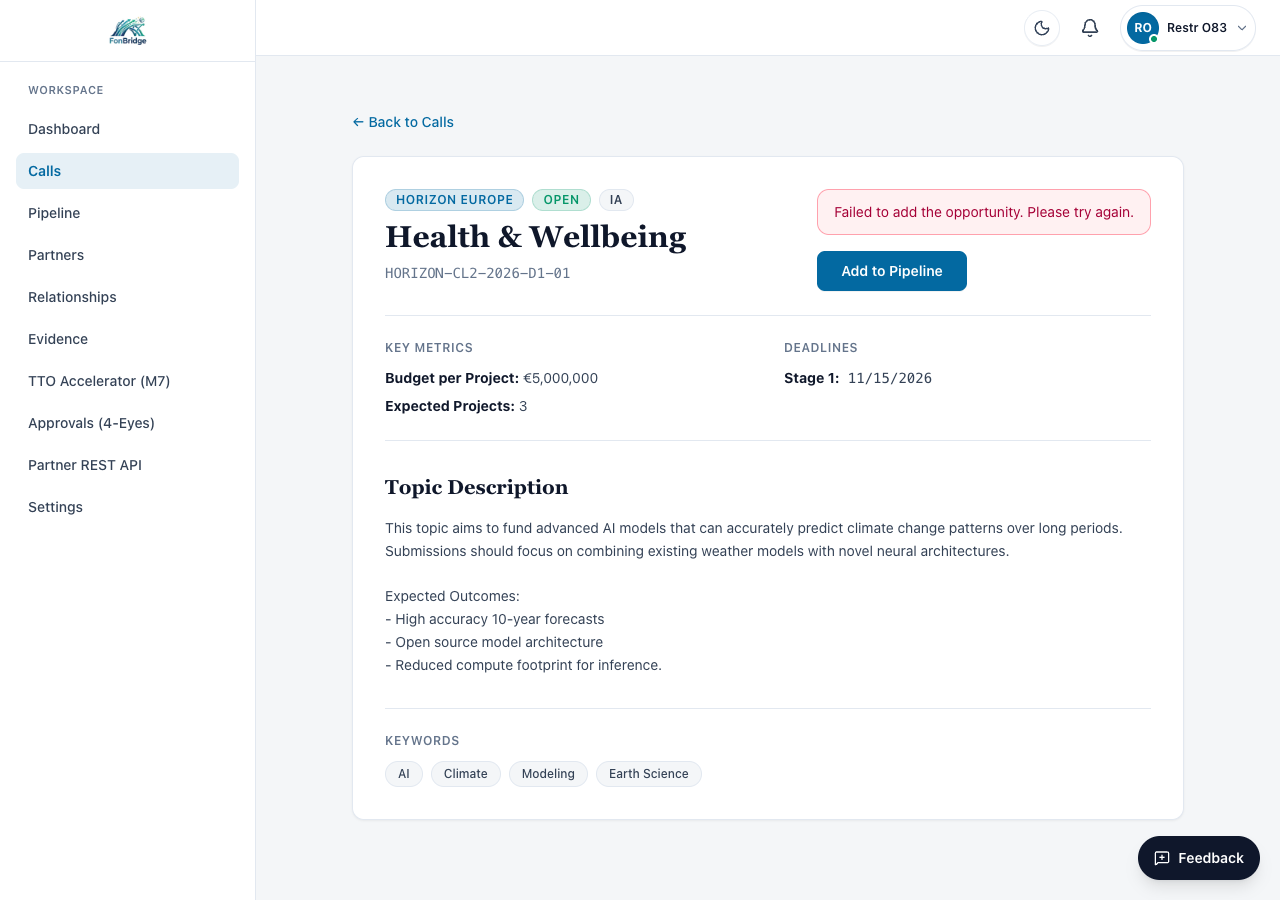 FonBridge
RO
Restr O83
WORKSPACE
Dashboard
Calls
Pipeline
Partners
Relationships
Evidence
TTO Accelerator (M7)
Approvals (4-Eyes)
Partner REST API
Settings
← Back to Calls
HORIZON EUROPE
OPEN
IA
Health & Wellbeing
HORIZON-CL2-2026-D1-01
Failed to add the opportunity. Please try again.
Add to Pipeline
KEY METRICS
Budget per Project: €5,000,000
Expected Projects: 3
DEADLINES
Stage 1: 11/15/2026
Topic Description
This topic aims to fund advanced AI models that can accurately predict climate change patterns over long periods.
Submissions should focus on combining existing weather models with novel neural architectures.
Expected Outcomes:
- High accuracy 10-year forecasts
- Open source model architecture
- Reduced compute footprint for inference.
KEYWORDS
AI
Climate
Modeling
Earth Science
Feedback